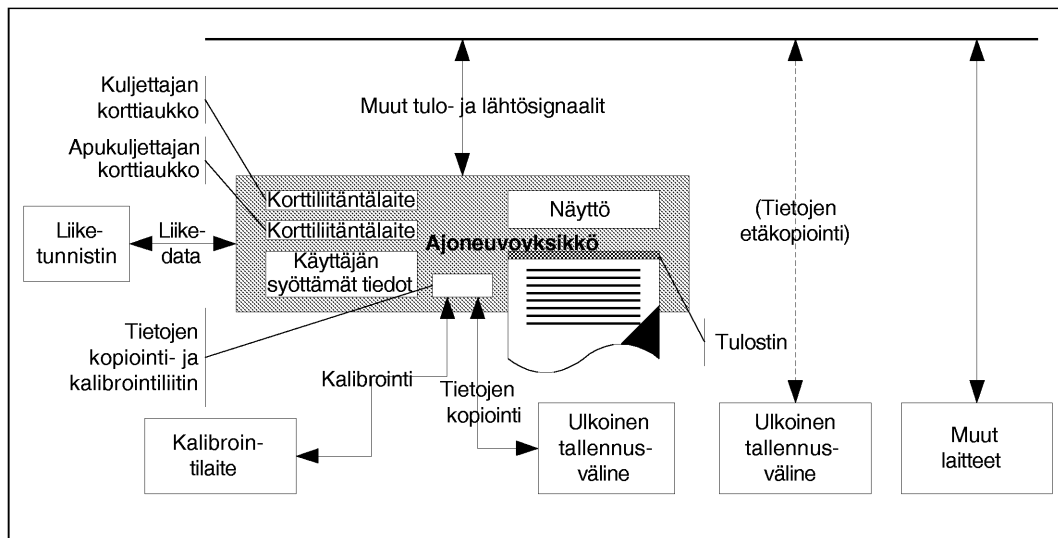 Kuljettajan
korttiaukko
Muut tulo- ja lähtösignaalit
Apukuljettajan
korttiaukko
Korttiliitäntälaite
Korttiliitäntälaite
Näyttö
Ajoneuvoyksikkö
Käyttäjän
syöttämät tiedot
(Tietojen
etäkopiointi)
Liike-
tunnistin
Liike-
data
Tietojen
kopiointi- ja
kalibrointiliitin
Tulostin
Kalibrointi
Tietojen
kopiointi
Kalibroin-
tilaite
Ulkoinen
tallennus-
väline
Ulkoinen
tallennus-
väline
Muut
laitteet